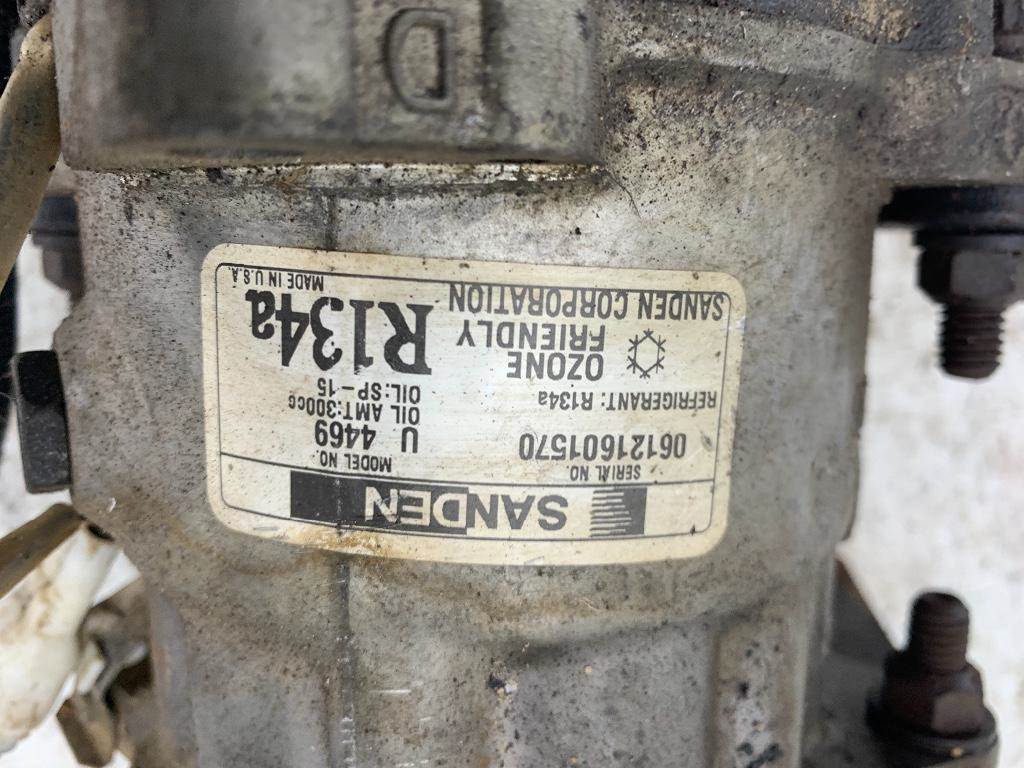 SANDEN
SERIAL NO. MODEL NO.
06121601570 U 4469
OIL AMT:300cc
REFRIGERANT: R134a OIL:SP-15
OZONE
FRIENDLY R134a
SANDEN CORPORATION MADE IN U.S.A
D